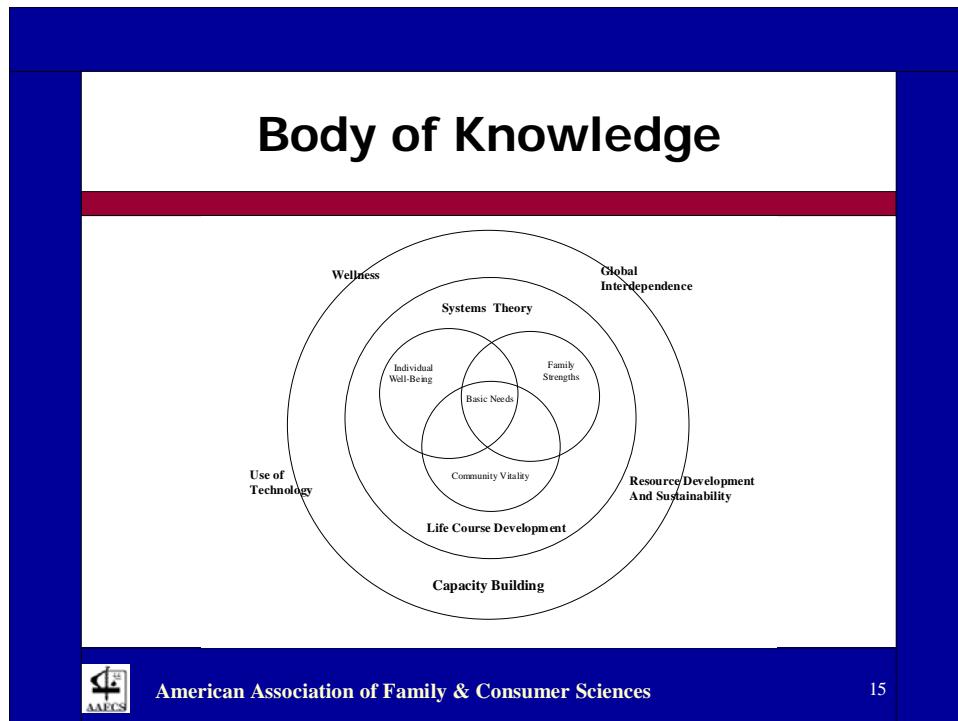 Body of Knowledge
Wellness
Global
Interdependence
Systems Theory
Individual
Well-Being
Family
Strengths
Basic Needs
Community Vitality
Use of
Technology
Resource Development
And Sustainability
Life Course Development
Capacity Building
AAFCS
American Association of Family & Consumer Sciences
15